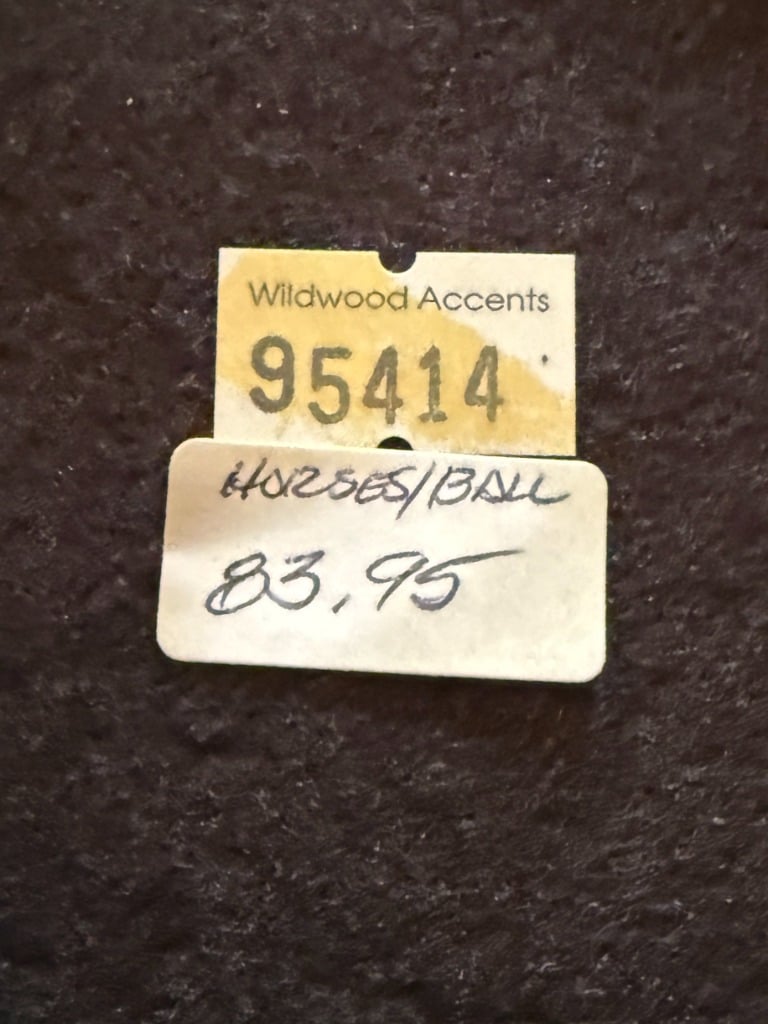 Wildwood Accents
95414
HORSES/BALL
83.95